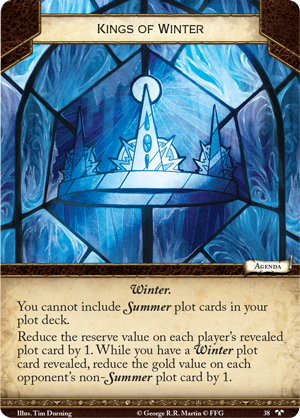 Kings of Winter
Agenda
Winter.
You cannot include Summer plot cards in your
plot deck.
Reduce the reserve value on each player's revealed
plot card by 1. While you have a Winter plot
card revealed, reduce the gold value on each
opponent's non-Summer plot card by 1.
Illus. Tim Durning
© George R.R. Martin © FFG
38